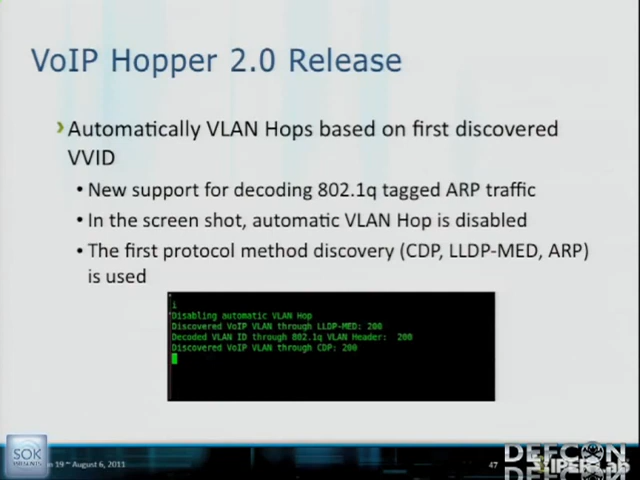 VoIP Hopper 2.0 Release
› Automatically VLAN Hops based on first discovered
VVID
• New support for decoding 802.1q tagged ARP traffic
• In the screen shot, automatic VLAN Hop is disabled
• The first protocol method discovery (CDP, LLDP-MED, ARP)
is used
i
Disabling automatic VLAN Hop
Discovered VoIP VLAN through LLDP-MED: 200
Decoded VLAN ID through 802.1q VLAN Header: 200
Discovered VoIP VLAN through CDP: 200
SOK
19 ~ August 6, 2011
47
DEFCON